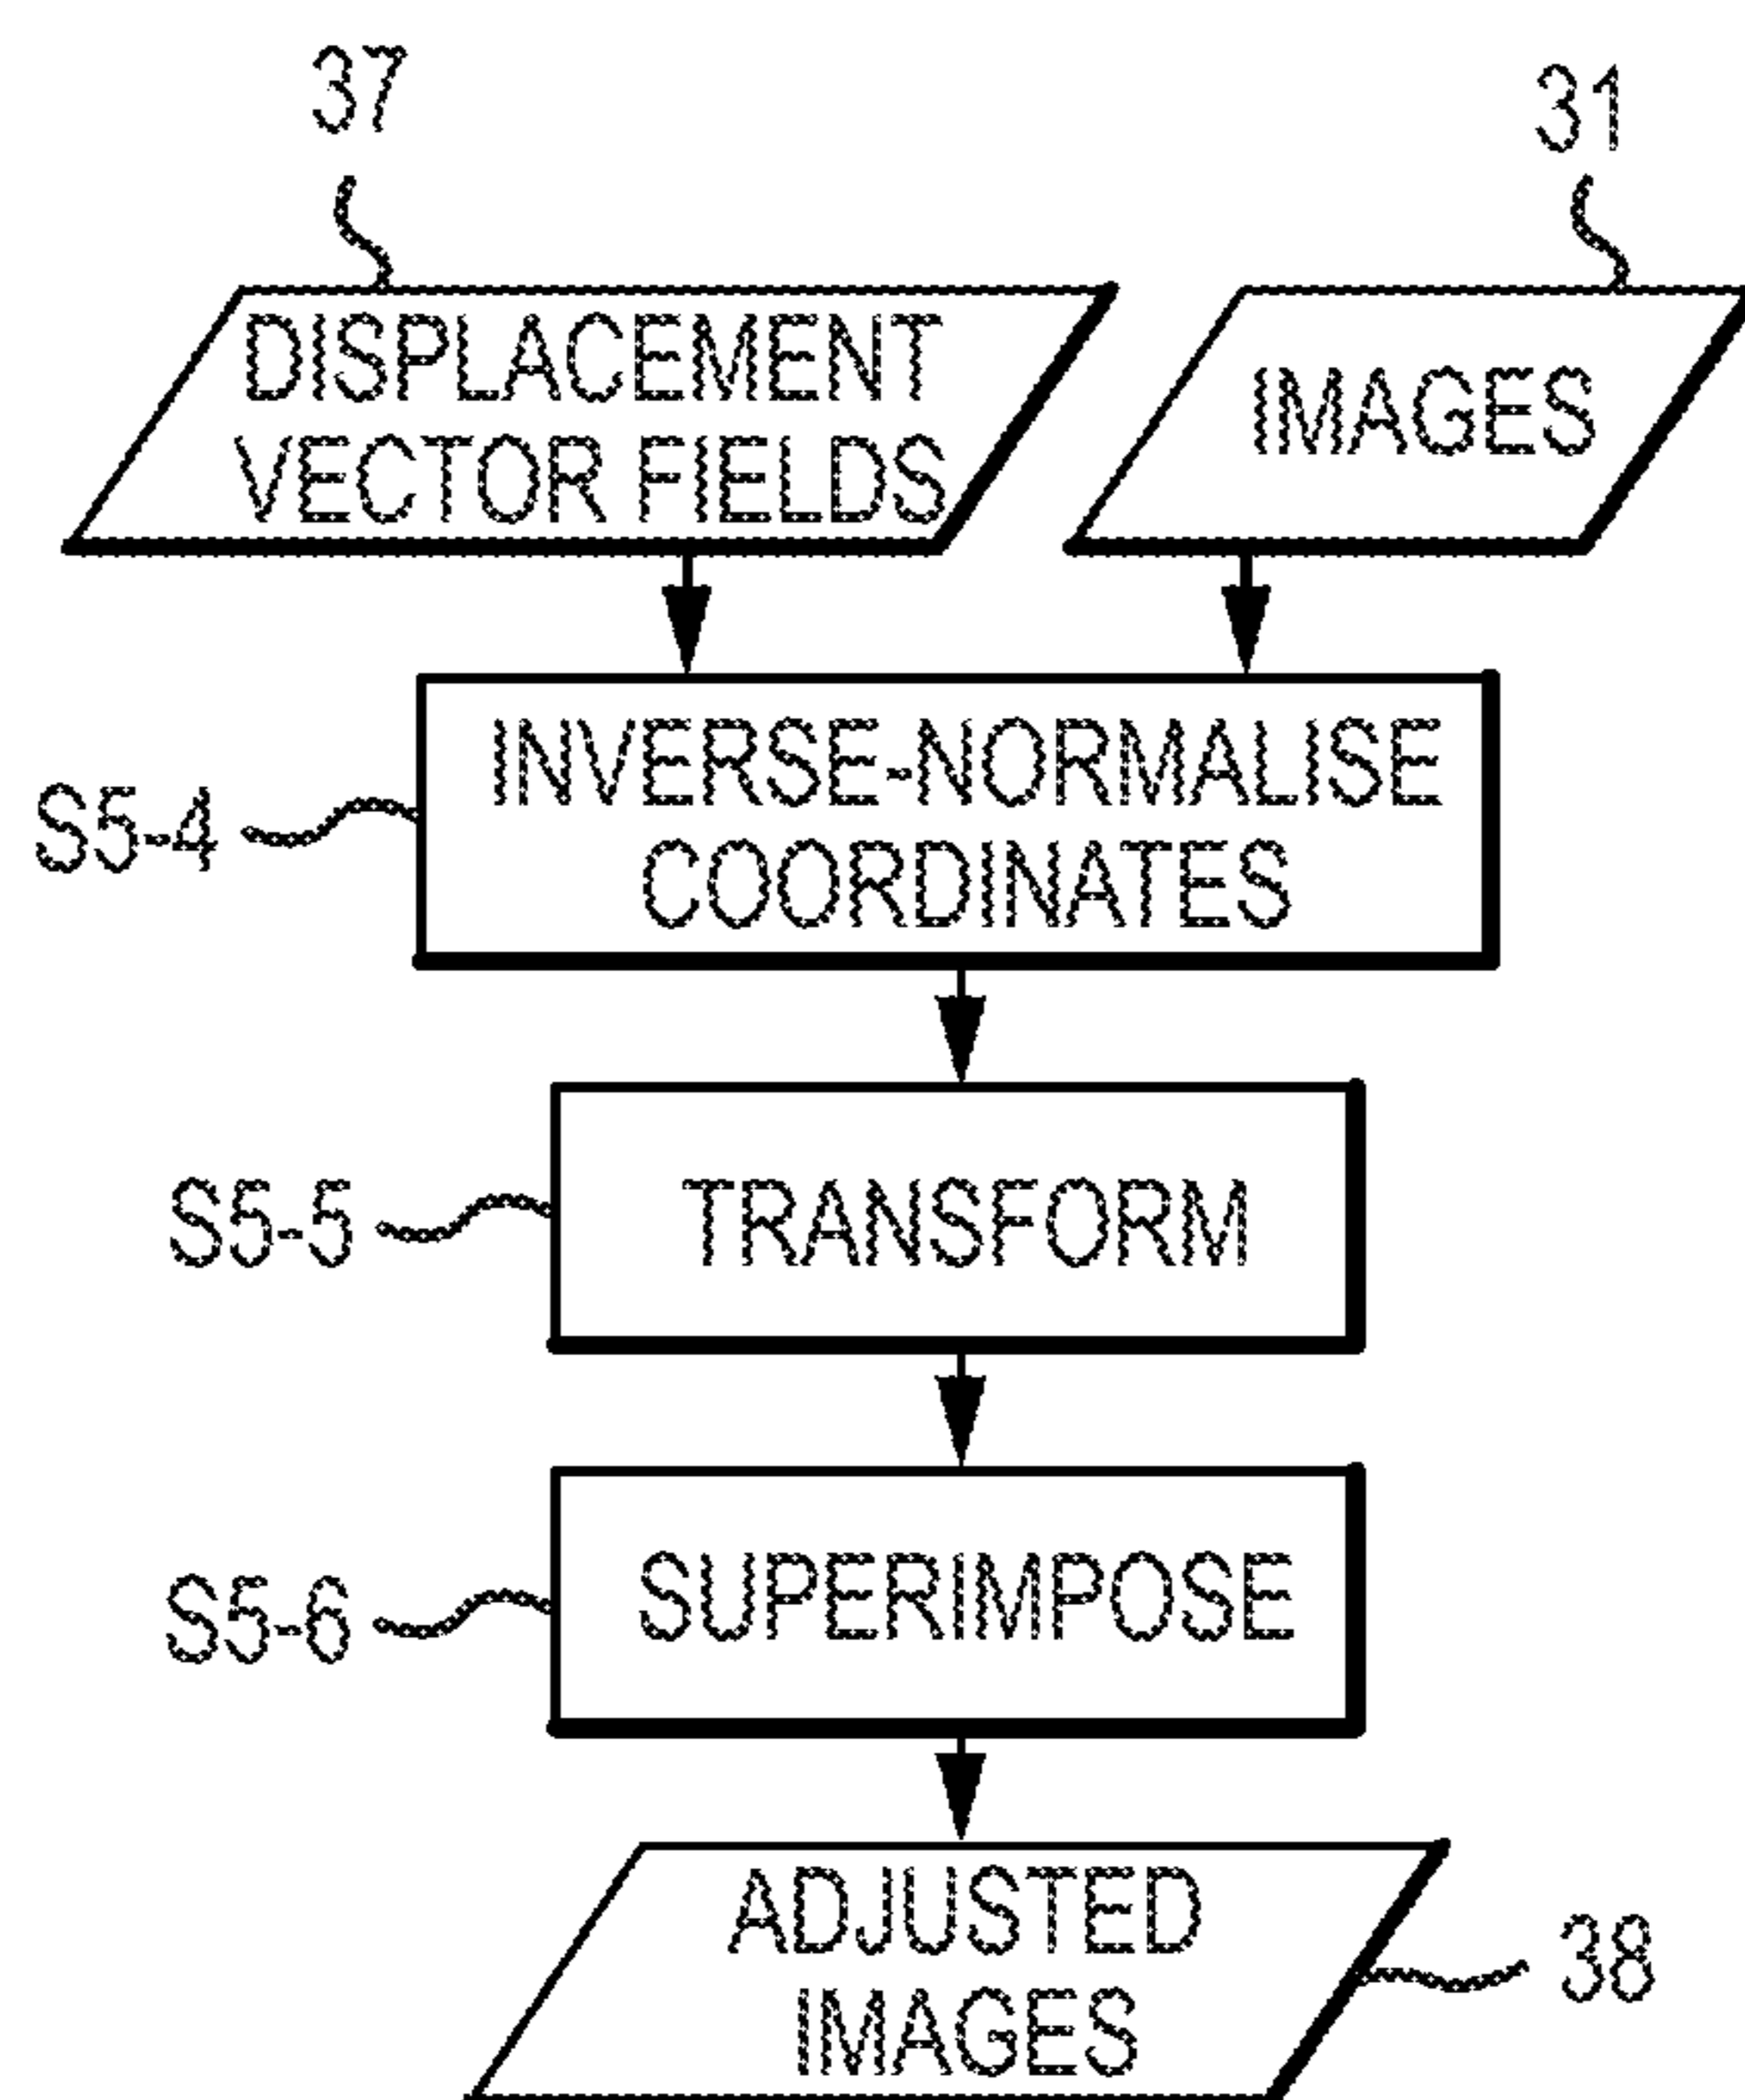 37
31
DISPLACEMENT
VECTOR FIELDS
IMAGES
INVERSE-NORMALISE
COORDINATES
S5-4
TRANSFORM
S5-5
SUPERIMPOSE
S5-6
ADJUSTED
IMAGES
38